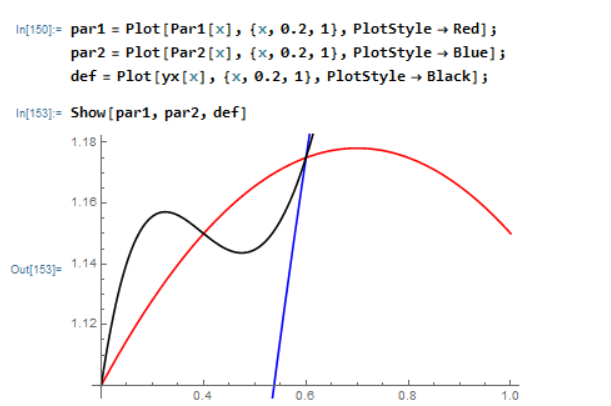 In[150]:= par1 = Plot[Par1[x], {x, 0.2, 1}, PlotStyle → Red];
par2 = Plot[Par2[x], {x, 0.2, 1}, PlotStyle → Blue];
def = Plot[yx[x], {x, 0.2, 1}, PlotStyle → Black];
In[153]:= Show[par1, par2, def]
1.18
1.16
Out[153]= 1.14
1.12
0.4 0.6 0.8 1.0